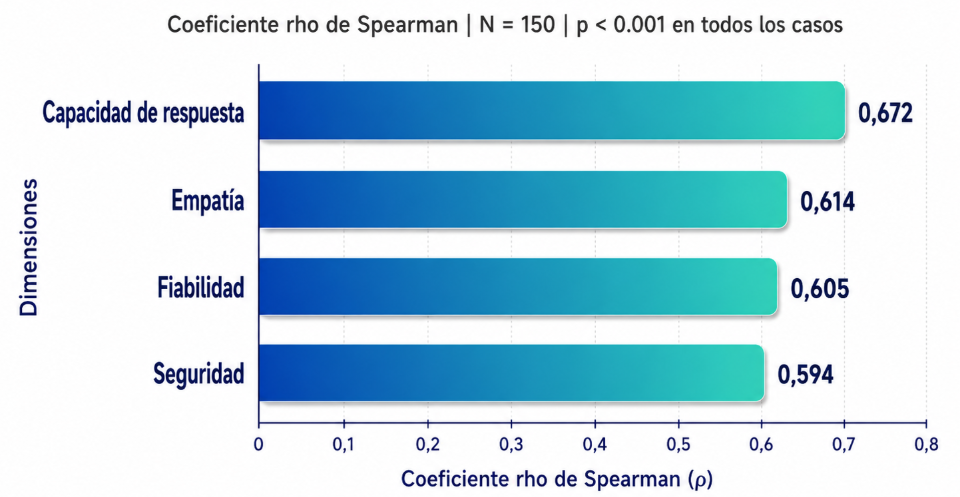 Coeficiente rho de Spearman | N = 150 | p < 0.001 en todos los casos
Dimensiones
Capacidad de respuesta 0,672
Empatía 0,614
Fiabilidad 0,605
Seguridad 0,594
0 0,1 0,2 0,3 0,4 0,5 0,6 0,7 0,8
Coeficiente rho de Spearman (ρ)